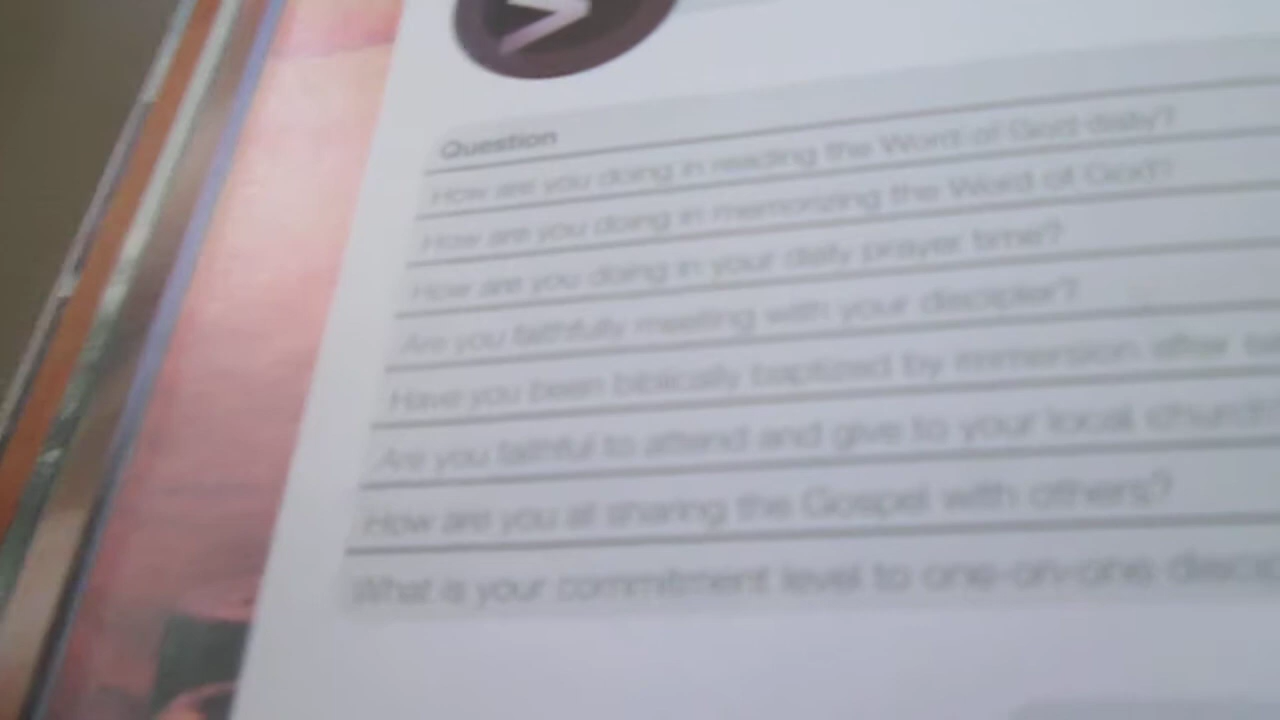 Question
How are you doing in reading the Word of God daily?
How are you doing in memorizing the Word of God?
How are you doing in your daily prayer time?
Are you faithfully meeting with your discipler?
Have you been biblically baptized by immersion after
Are you faithful to attend and give to your local church?
How are you at sharing the Gospel with others?
What is your commitment level to one-on-one